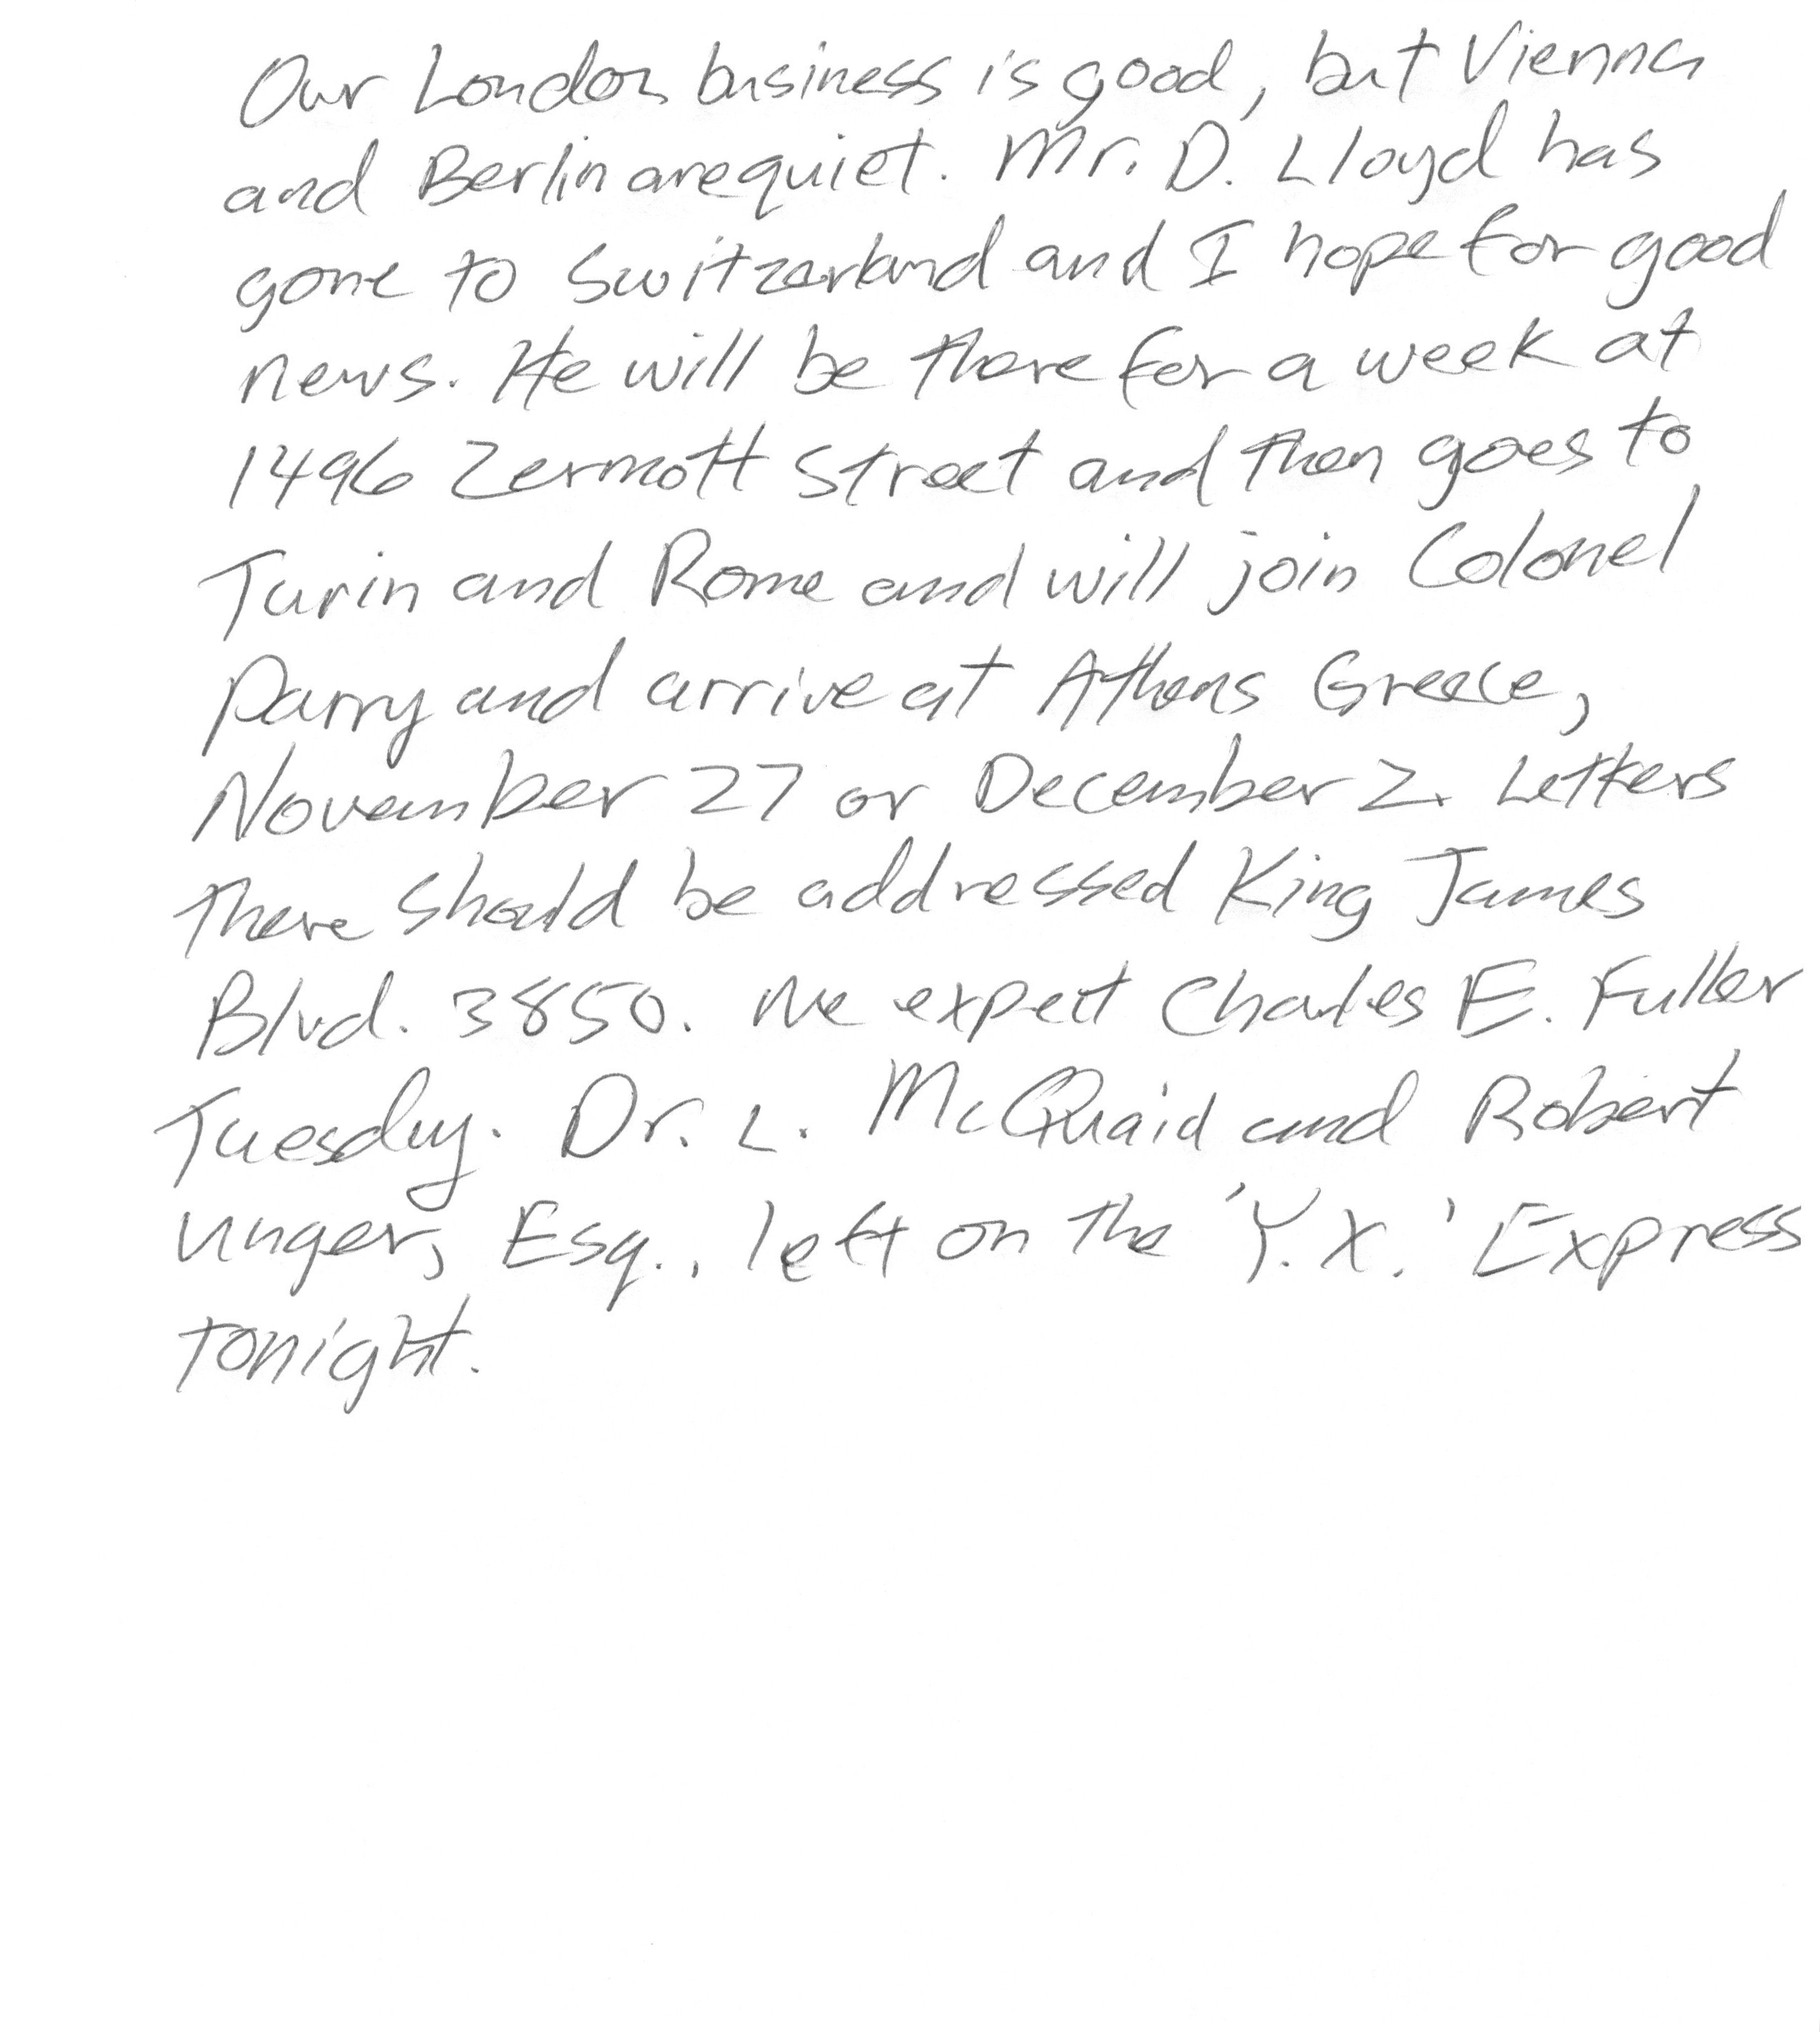 Our London business is good, but Vienna
and Berlin are quiet. Mr. D. Lloyd has
gone to Switzerland and I hope for good
news. He will be there for a week at
1496 Zermott Street and then goes to
Turin and Rome and will join Colonel
Parry and arrive at Athens Greece,
November 27 or December 2. Letters
there should be addressed King James
Blvd. 3850. We expect Charles E. Fuller
Tuesday. Dr. L. McQuaid and Robert
Unger, Esq., left on the 'Y.X.' Express
tonight.